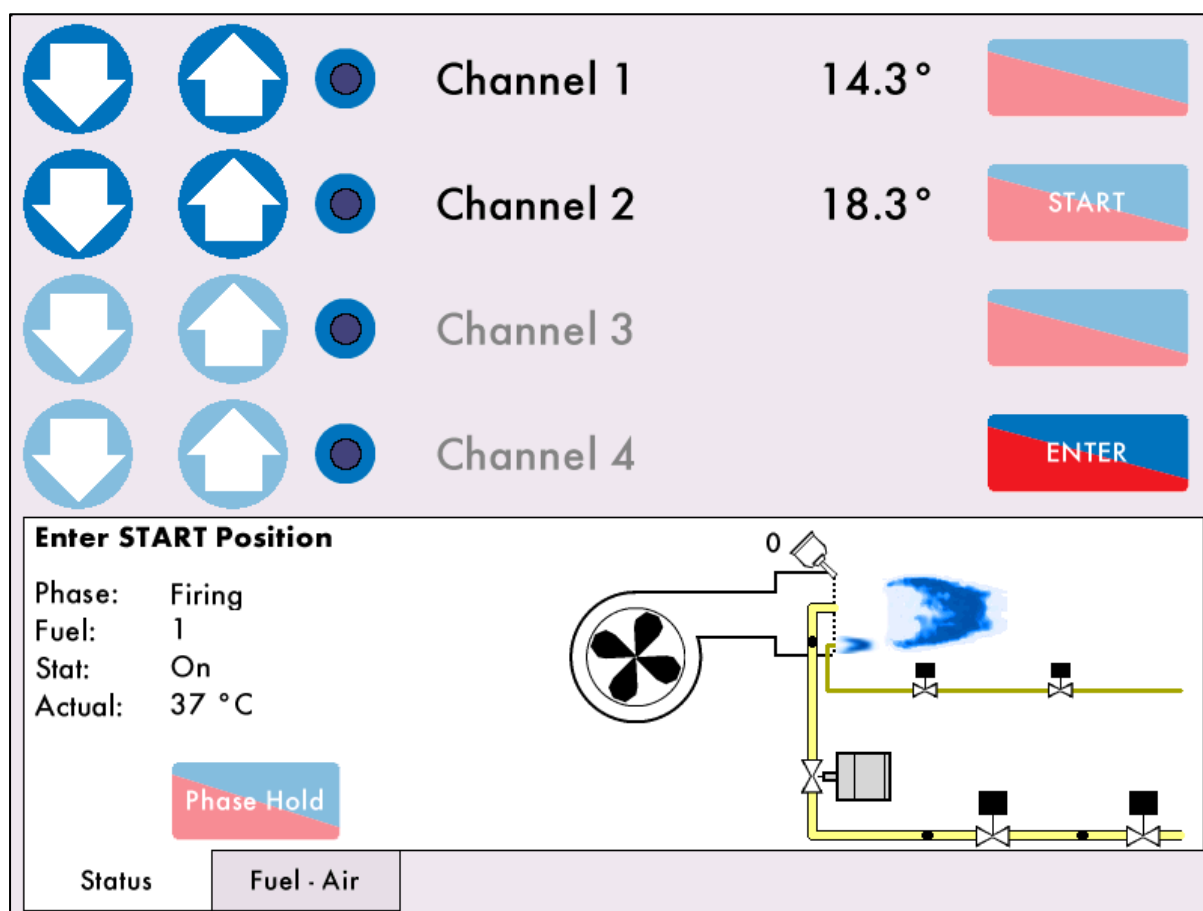 Channel 1 14.3°
Channel 2 18.3° START
Channel 3
Channel 4 ENTER
Enter START Position
0
Phase: Firing
Fuel: 1
Stat: On
Actual: 37 °C
Phase Hold
Status Fuel - Air